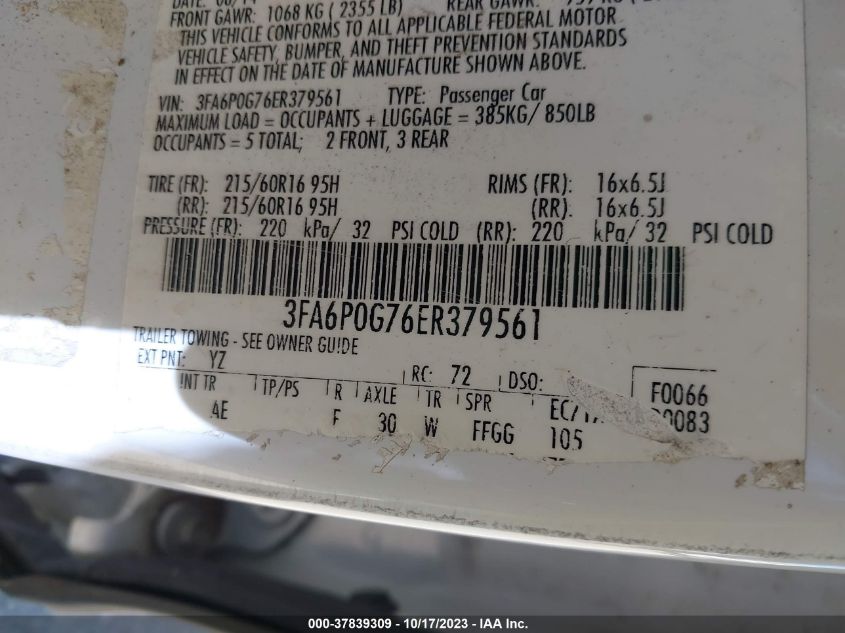 FRONT GAWR: 1068 KG ( 2355 LB) REAR GAWR:
THIS VEHICLE CONFORMS TO ALL APPLICABLE FEDERAL MOTOR
VEHICLE SAFETY, BUMPER, AND THEFT PREVENTION STANDARDS
IN EFFECT ON THE DATE OF MANUFACTURE SHOWN ABOVE.
VIN: 3FA6P0G76ER379561 TYPE: Passenger Car
MAXIMUM LOAD = OCCUPANTS + LUGGAGE = 385KG/ 850LB
OCCUPANTS = 5 TOTAL; 2 FRONT, 3 REAR
TIRE (FR): 215/60R16 95H RIMS (FR): 16x6.5J
(RR): 215/60R16 95H (RR): 16x6.5J
PRESSURE (FR): 220 kPa/ 32 PSI COLD (RR): 220 kPa/ 32 PSI COLD
3FA6P0G76ER379561
TRAILER TOWING - SEE OWNER GUIDE
EXT PNT: YZ RC: 72 DSO:
INT TR TP/PS R AXLE TR SPR F0066
AE F 30 W FFGG 105 0083
000-37839309 - 10/17/2023 - IAA Inc.